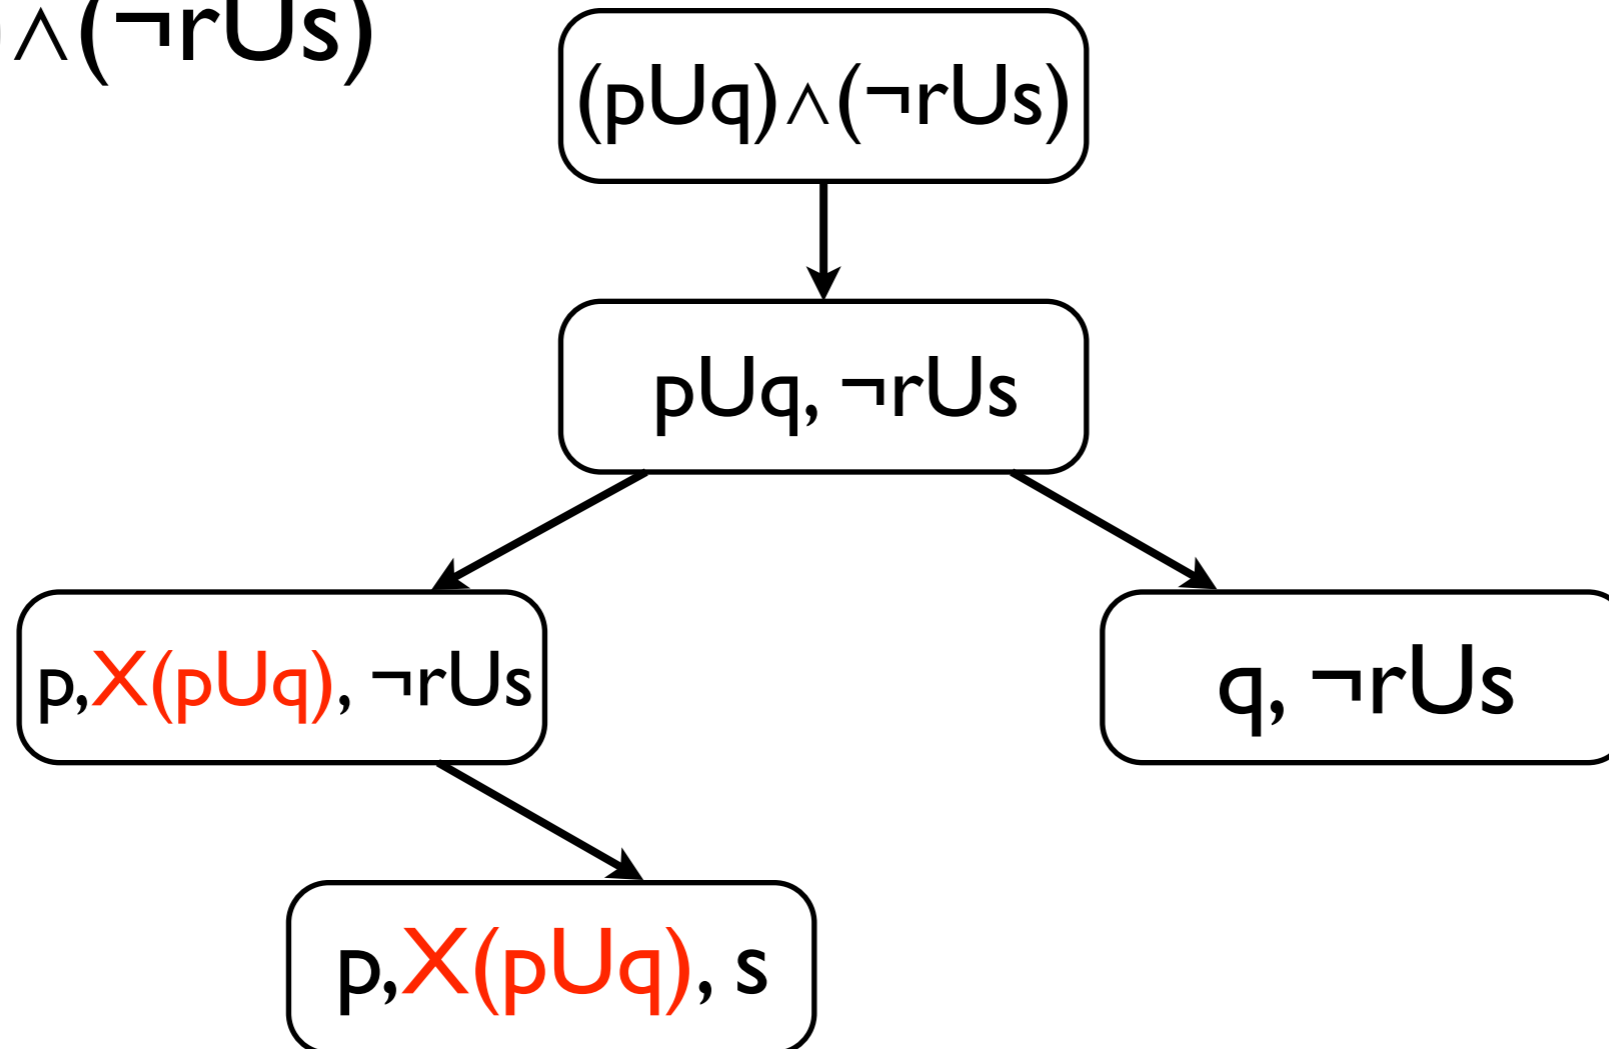 )∧(¬rUs)
(pUq)∧(¬rUs)
pUq, ¬rUs
p,X(pUq), ¬rUs
q, ¬rUs
p,X(pUq), s